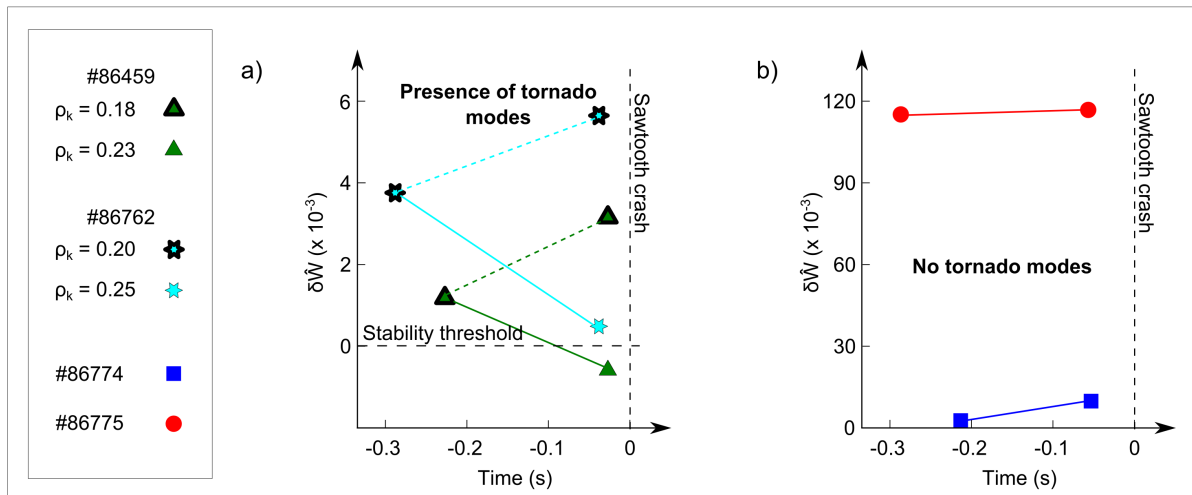 #86459
ρk = 0.18
ρk = 0.23
#86762
ρk = 0.20
ρk = 0.25
#86774
#86775
a)
Presence of tornado
modes
Sawtooth crash
6
4
2
0
δŴ (x 10⁻³)
Stability threshold
-0.3 -0.2 -0.1 0
Time (s)
b)
Sawtooth crash
120
90
60
30
0
δŴ (x 10⁻³)
No tornado modes
-0.3 -0.2 -0.1 0
Time (s)